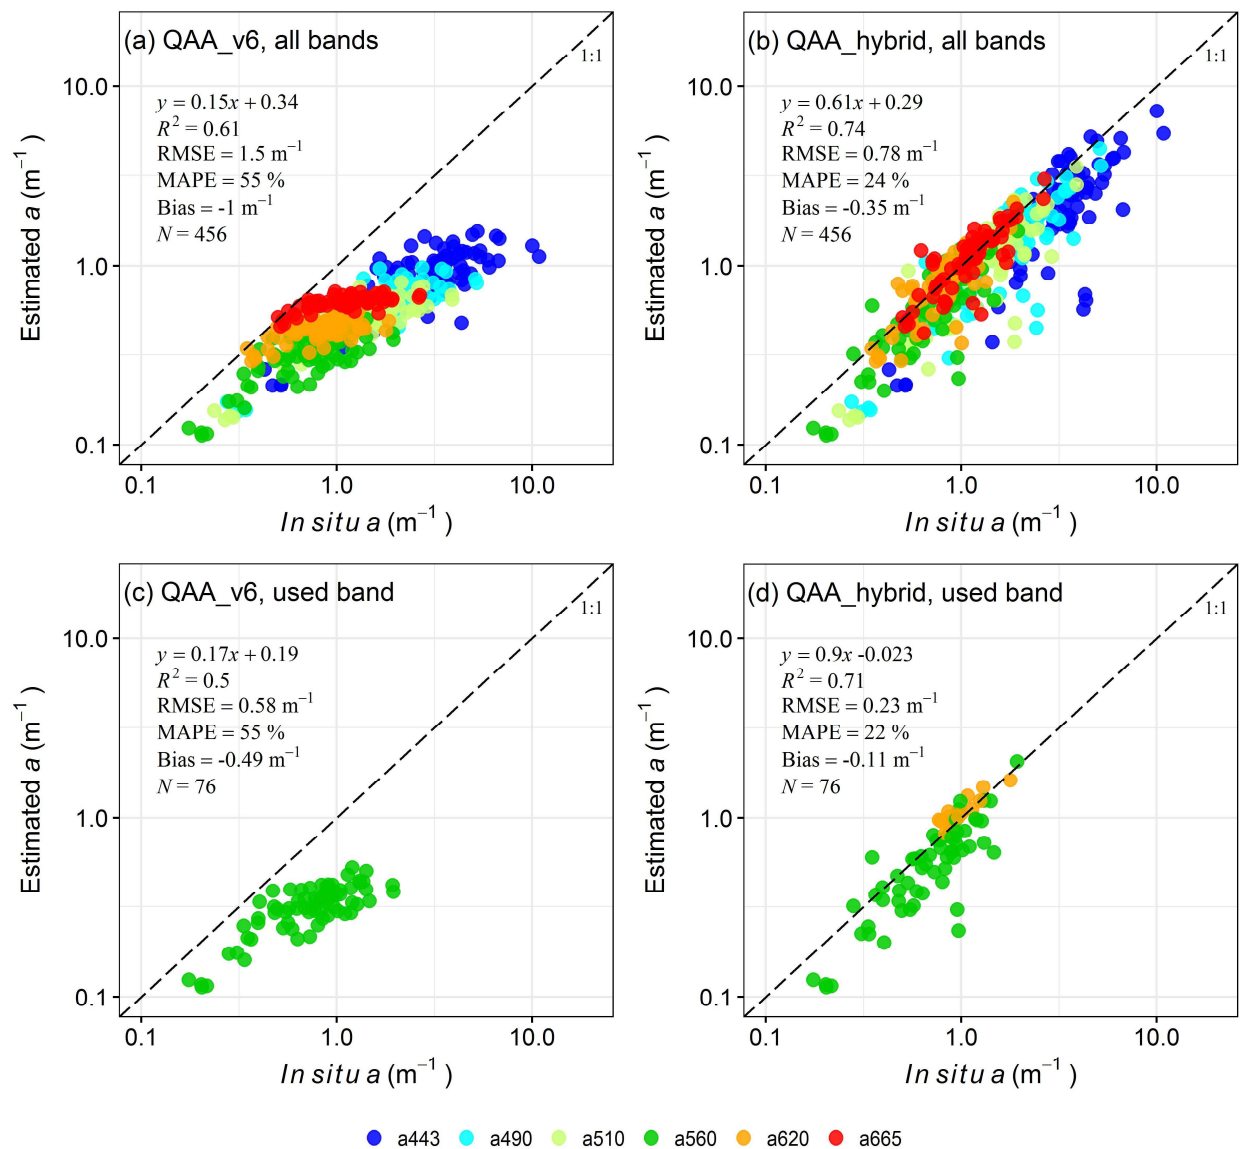 (a) QAA_v6, all bands
1:1
10.0
1.0
0.1
y = 0.15x + 0.34
R² = 0.61
RMSE = 1.5 m⁻¹
MAPE = 55 %
Bias = -1 m⁻¹
N = 456
Estimated a (m⁻¹ )
0.1 1.0 10.0
In situ a (m⁻¹ )
(b) QAA_hybrid, all bands
1:1
10.0
1.0
0.1
y = 0.61x + 0.29
R² = 0.74
RMSE = 0.78 m⁻¹
MAPE = 24 %
Bias = -0.35 m⁻¹
N = 456
Estimated a (m⁻¹ )
0.1 1.0 10.0
In situ a (m⁻¹ )
(c) QAA_v6, used band
1:1
10.0
1.0
0.1
y = 0.17x + 0.19
R² = 0.5
RMSE = 0.58 m⁻¹
MAPE = 55 %
Bias = -0.49 m⁻¹
N = 76
Estimated a (m⁻¹ )
0.1 1.0 10.0
In situ a (m⁻¹ )
(d) QAA_hybrid, used band
1:1
10.0
1.0
0.1
y = 0.9x -0.023
R² = 0.71
RMSE = 0.23 m⁻¹
MAPE = 22 %
Bias = -0.11 m⁻¹
N = 76
Estimated a (m⁻¹ )
0.1 1.0 10.0
In situ a (m⁻¹ )
a443 a490 a510 a560 a620 a665